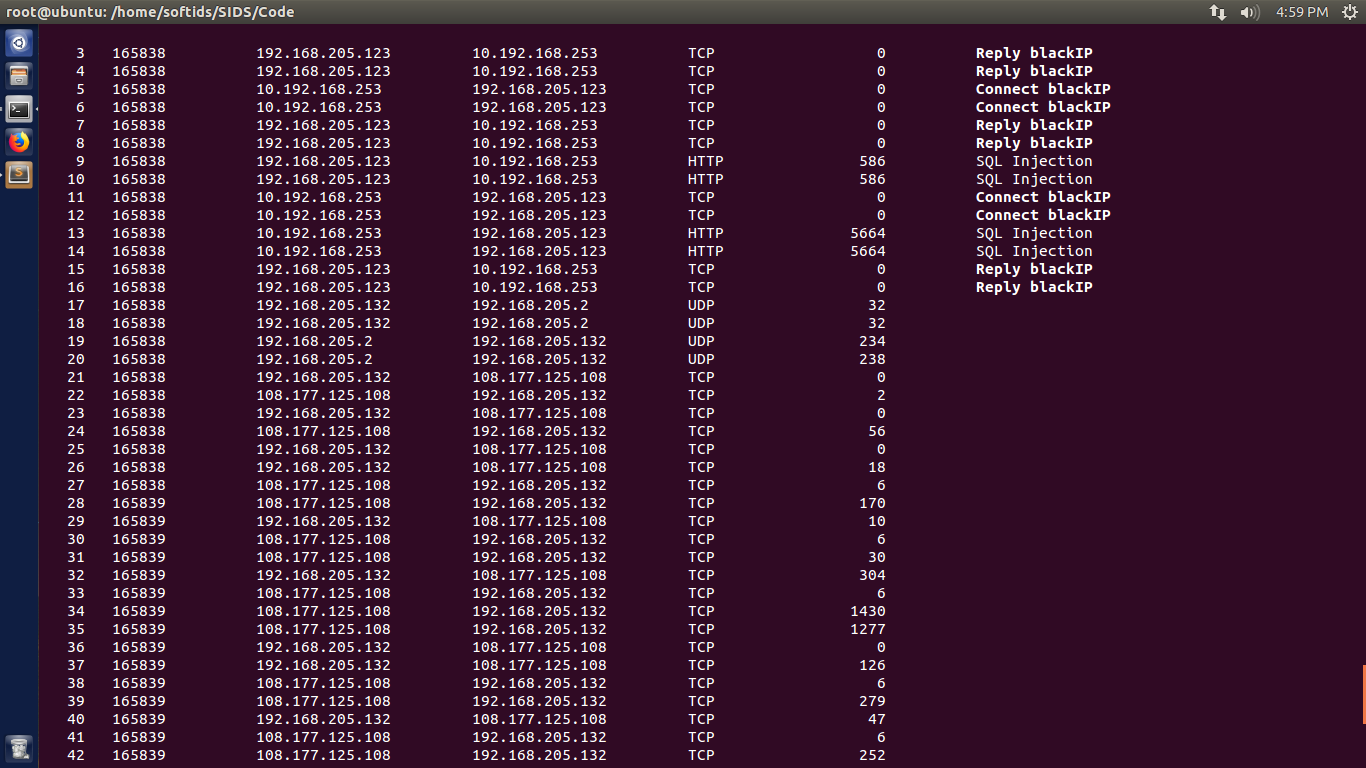 root@ubuntu: /home/softids/SIDS/Code 4:59 PM
3 165838 192.168.205.123 10.192.168.253 TCP 0 Reply blackIP
4 165838 192.168.205.123 10.192.168.253 TCP 0 Reply blackIP
5 165838 10.192.168.253 192.168.205.123 TCP 0 Connect blackIP
6 165838 10.192.168.253 192.168.205.123 TCP 0 Connect blackIP
7 165838 192.168.205.123 10.192.168.253 TCP 0 Reply blackIP
8 165838 192.168.205.123 10.192.168.253 TCP 0 Reply blackIP
9 165838 192.168.205.123 10.192.168.253 HTTP 586 SQL Injection
10 165838 192.168.205.123 10.192.168.253 HTTP 586 SQL Injection
11 165838 10.192.168.253 192.168.205.123 TCP 0 Connect blackIP
12 165838 10.192.168.253 192.168.205.123 TCP 0 Connect blackIP
13 165838 10.192.168.253 192.168.205.123 HTTP 5664 SQL Injection
14 165838 10.192.168.253 192.168.205.123 HTTP 5664 SQL Injection
15 165838 192.168.205.123 10.192.168.253 TCP 0 Reply blackIP
16 165838 192.168.205.123 10.192.168.253 TCP 0 Reply blackIP
17 165838 192.168.205.132 192.168.205.2 UDP 32
18 165838 192.168.205.132 192.168.205.2 UDP 32
19 165838 192.168.205.2 192.168.205.132 UDP 234
20 165838 192.168.205.2 192.168.205.132 UDP 238
21 165838 192.168.205.132 108.177.125.108 TCP 0
22 165838 108.177.125.108 192.168.205.132 TCP 2
23 165838 192.168.205.132 108.177.125.108 TCP 0
24 165838 108.177.125.108 192.168.205.132 TCP 56
25 165838 192.168.205.132 108.177.125.108 TCP 0
26 165838 192.168.205.132 108.177.125.108 TCP 18
27 165838 108.177.125.108 192.168.205.132 TCP 6
28 165839 108.177.125.108 192.168.205.132 TCP 170
29 165839 192.168.205.132 108.177.125.108 TCP 10
30 165839 108.177.125.108 192.168.205.132 TCP 6
31 165839 108.177.125.108 192.168.205.132 TCP 30
32 165839 192.168.205.132 108.177.125.108 TCP 304
33 165839 108.177.125.108 192.168.205.132 TCP 6
34 165839 108.177.125.108 192.168.205.132 TCP 1430
35 165839 108.177.125.108 192.168.205.132 TCP 1277
36 165839 192.168.205.132 108.177.125.108 TCP 0
37 165839 192.168.205.132 108.177.125.108 TCP 126
38 165839 108.177.125.108 192.168.205.132 TCP 6
39 165839 108.177.125.108 192.168.205.132 TCP 279
40 165839 192.168.205.132 108.177.125.108 TCP 47
41 165839 108.177.125.108 192.168.205.132 TCP 6
42 165839 108.177.125.108 192.168.205.132 TCP 252